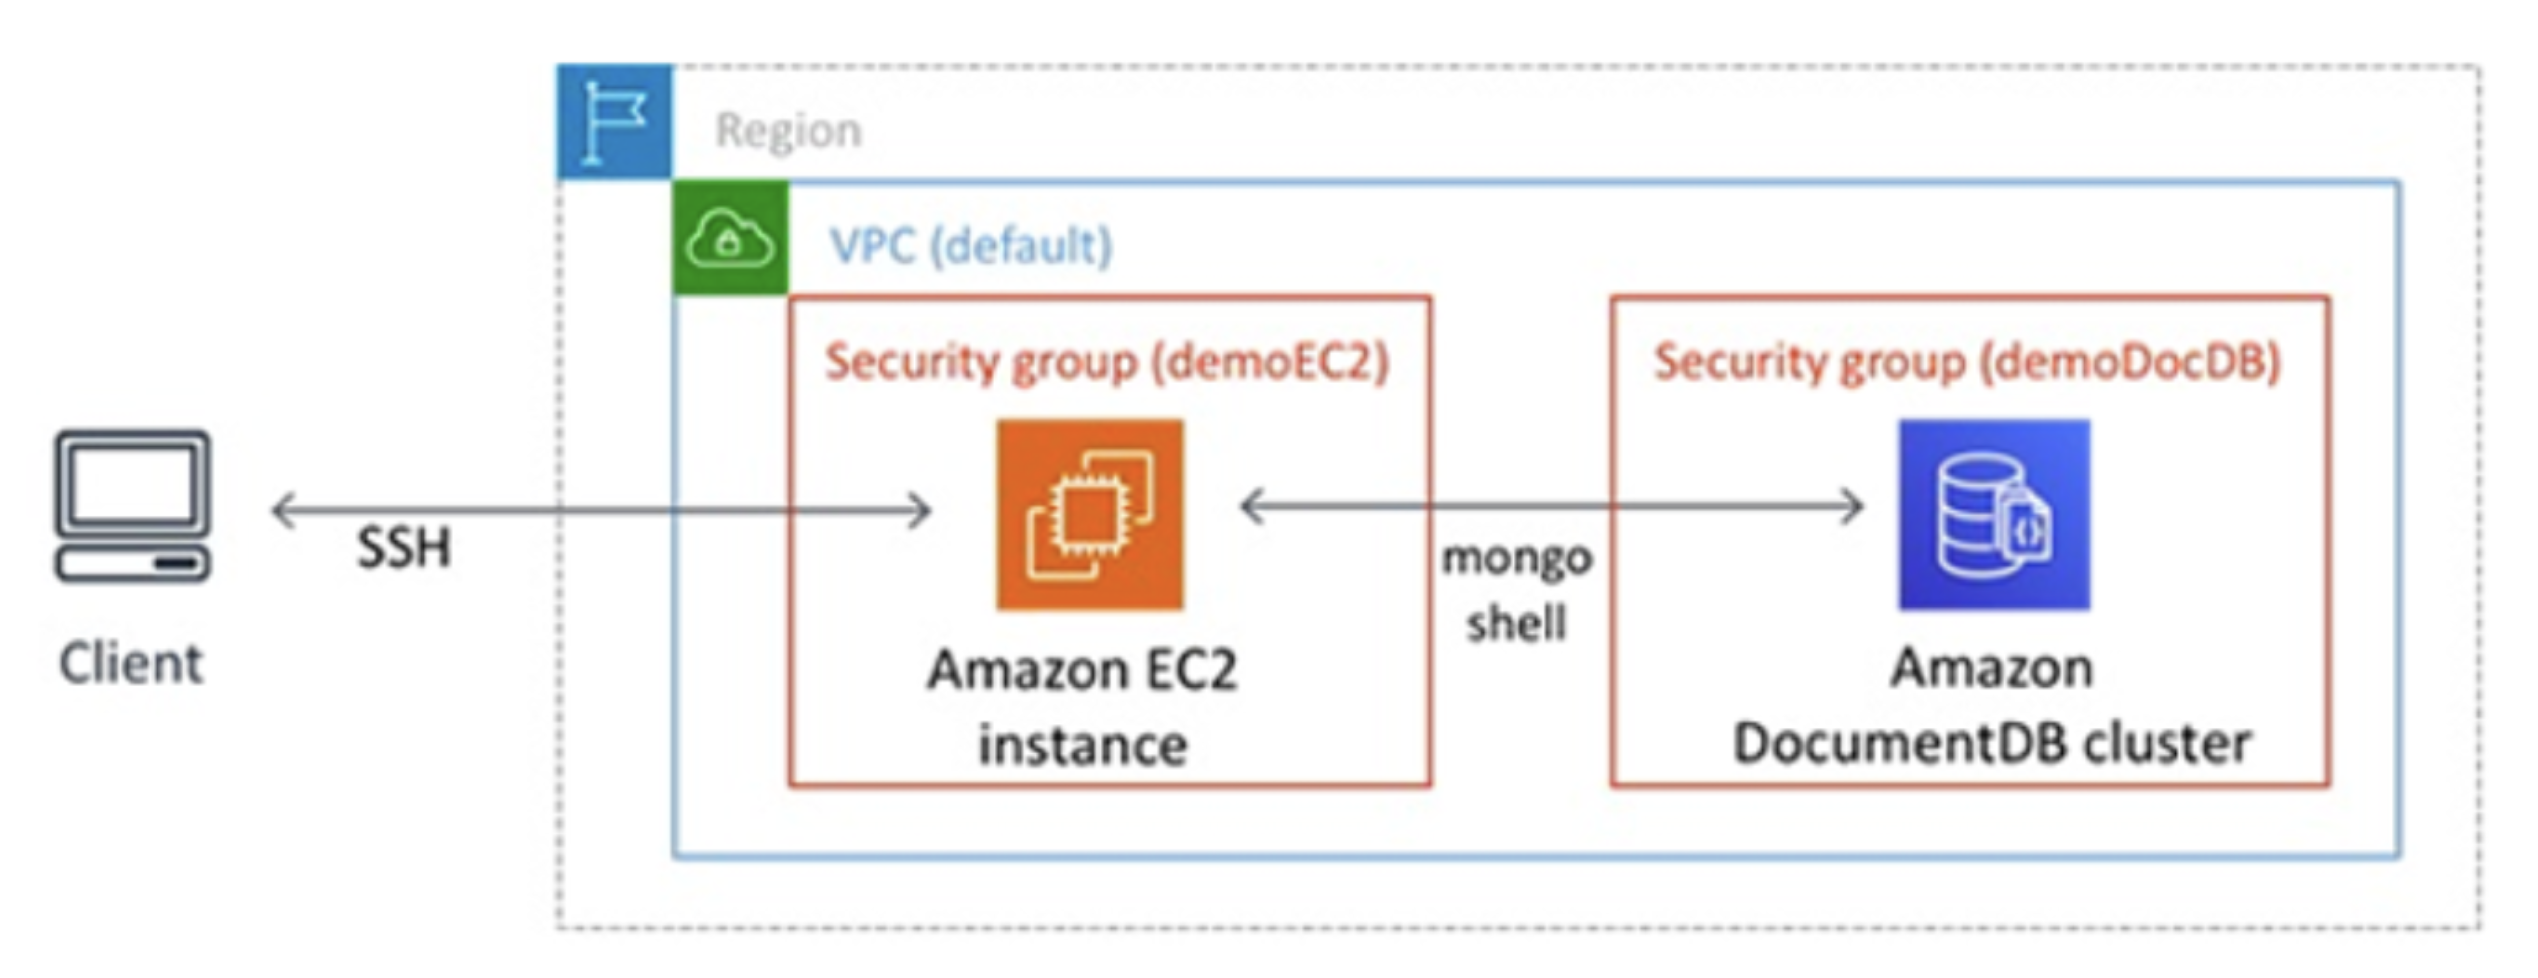 Region
VPC (default)
Security group (demoEC2)
Security group (demoDocDB)
SSH
mongo
shell
Client
Amazon EC2
instance
Amazon
DocumentDB cluster